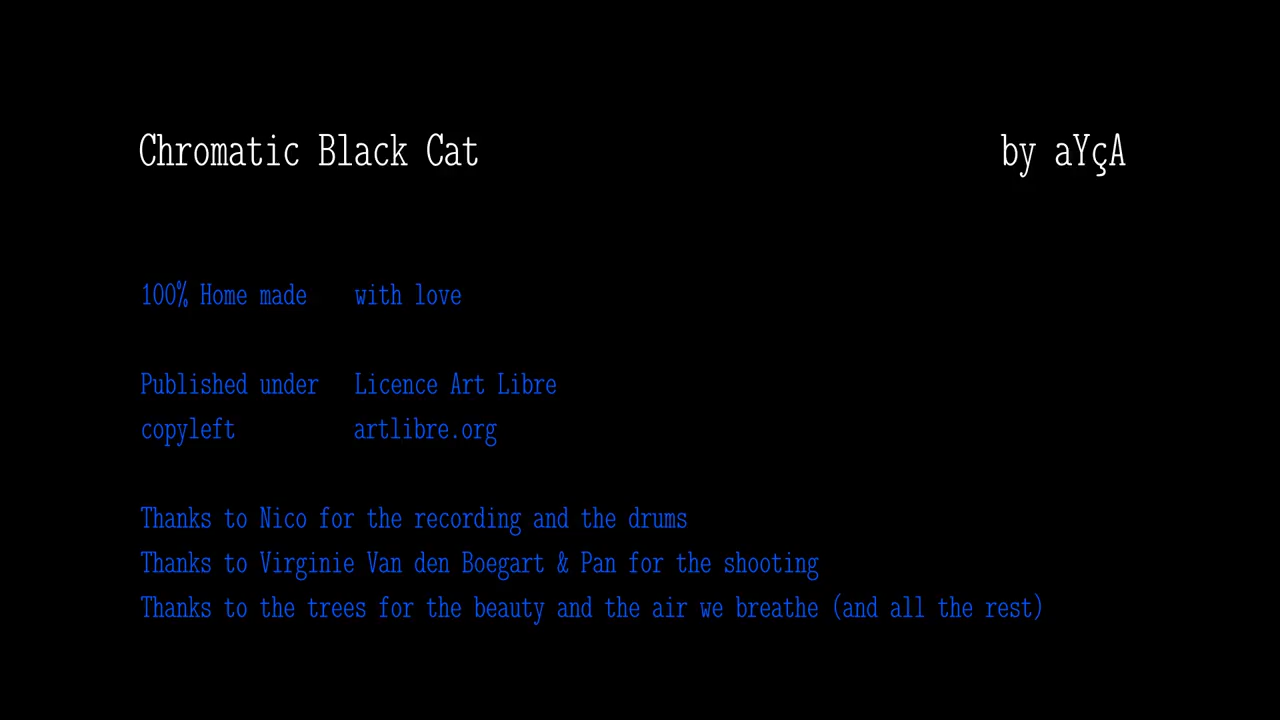 Chromatic Black Cat by aYçA
100% Home made with love
Published under Licence Art Libre
copyleft artlibre.org
Thanks to Nico for the recording and the drums
Thanks to Virginie Van den Boegart & Pan for the shooting
Thanks to the trees for the beauty and the air we breathe (and all the rest)